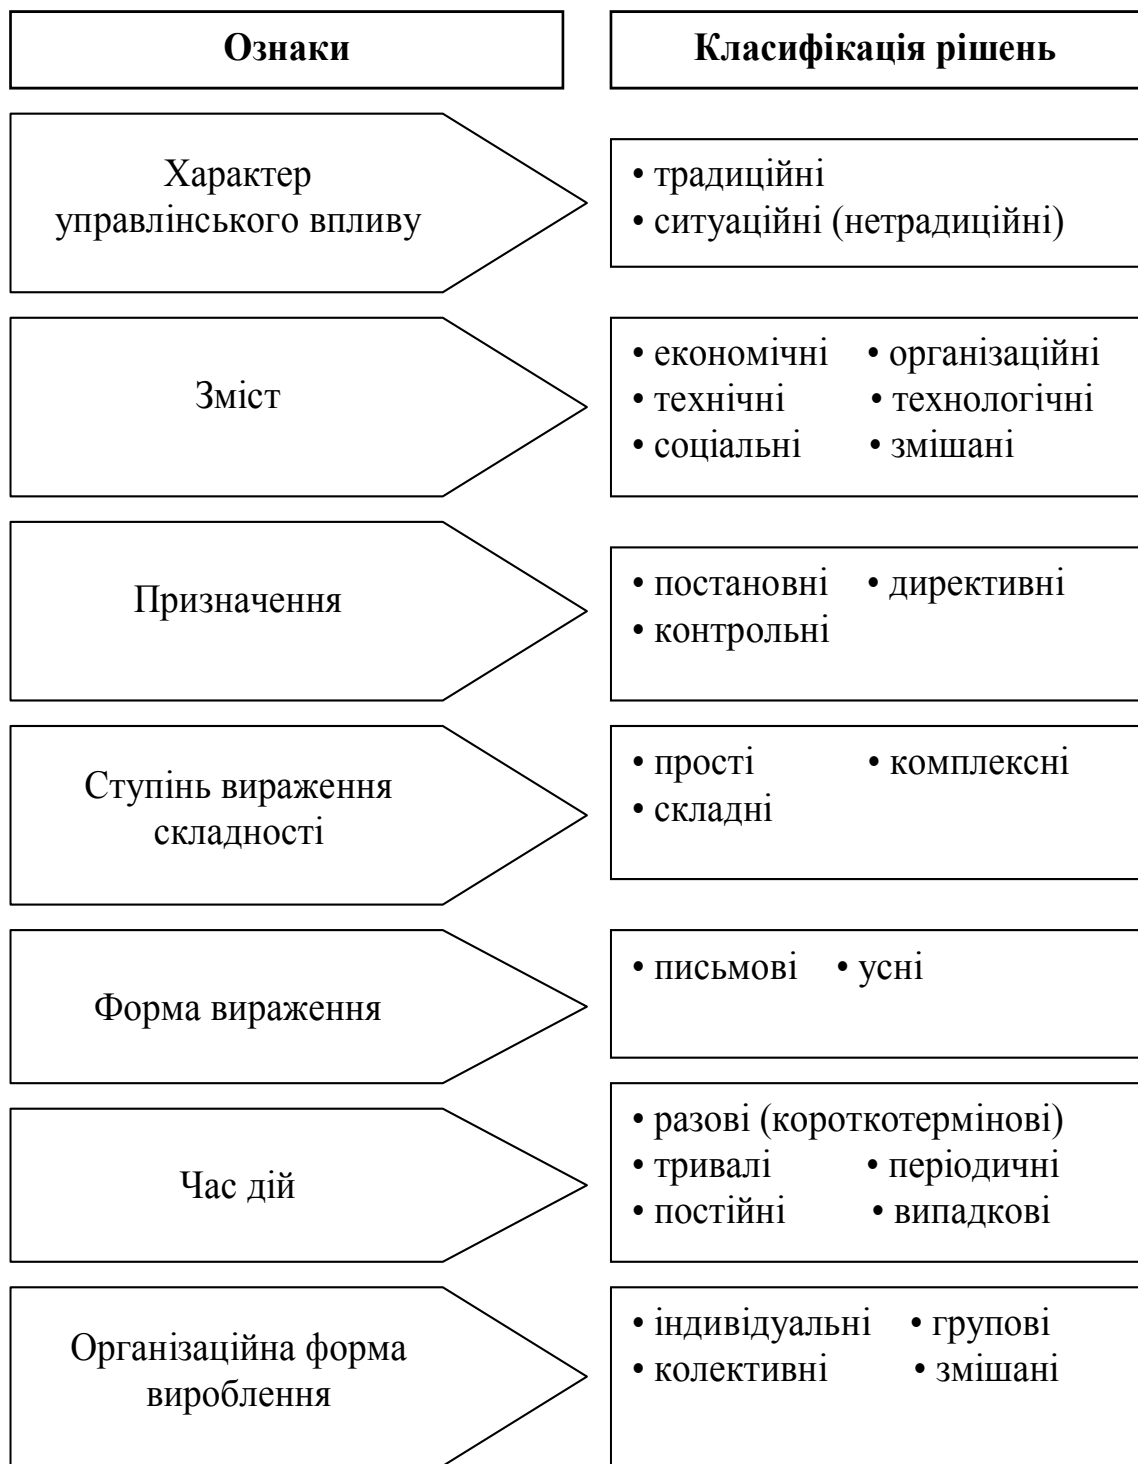 Ознаки
Класифікація рішень
Характер
управлінського впливу
• традиційні
• ситуаційні (нетрадиційні)
Зміст
• економічні • організаційні
• технічні • технологічні
• соціальні • змішані
Призначення
• постановні • директивні
• контрольні
Ступінь вираження
складності
• прості • комплексні
• складні
Форма вираження
• письмові • усні
Час дій
• разові (короткотермінові)
• тривалі • періодичні
• постійні • випадкові
Організаційна форма
вироблення
• індивідуальні • групові
• колективні • змішані